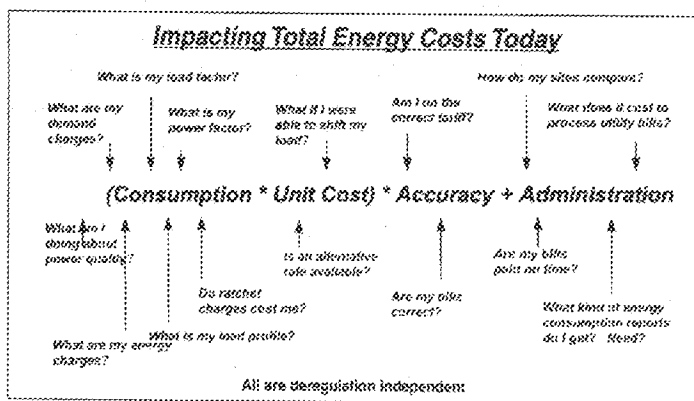 Impacting Total Energy Costs Today
What is my load factor?
How do my sites compare?
What are my
demand
charges?
What is my
power factor?
What if I were
able to shift my
load?
Am I on the
correct tariff?
What does it cost to
process utility bills?
(Consumption * Unit Cost) * Accuracy + Administration
What am I
doing about
power quality?
Is an alternative
rate available?
Are my bills
paid on time?
Do ratchet
charges cost me?
Are my bills
correct?
What kind of energy
consumption reports
do I get? Need?
What are my energy
charges?
What is my load profile?
All are deregulation independent